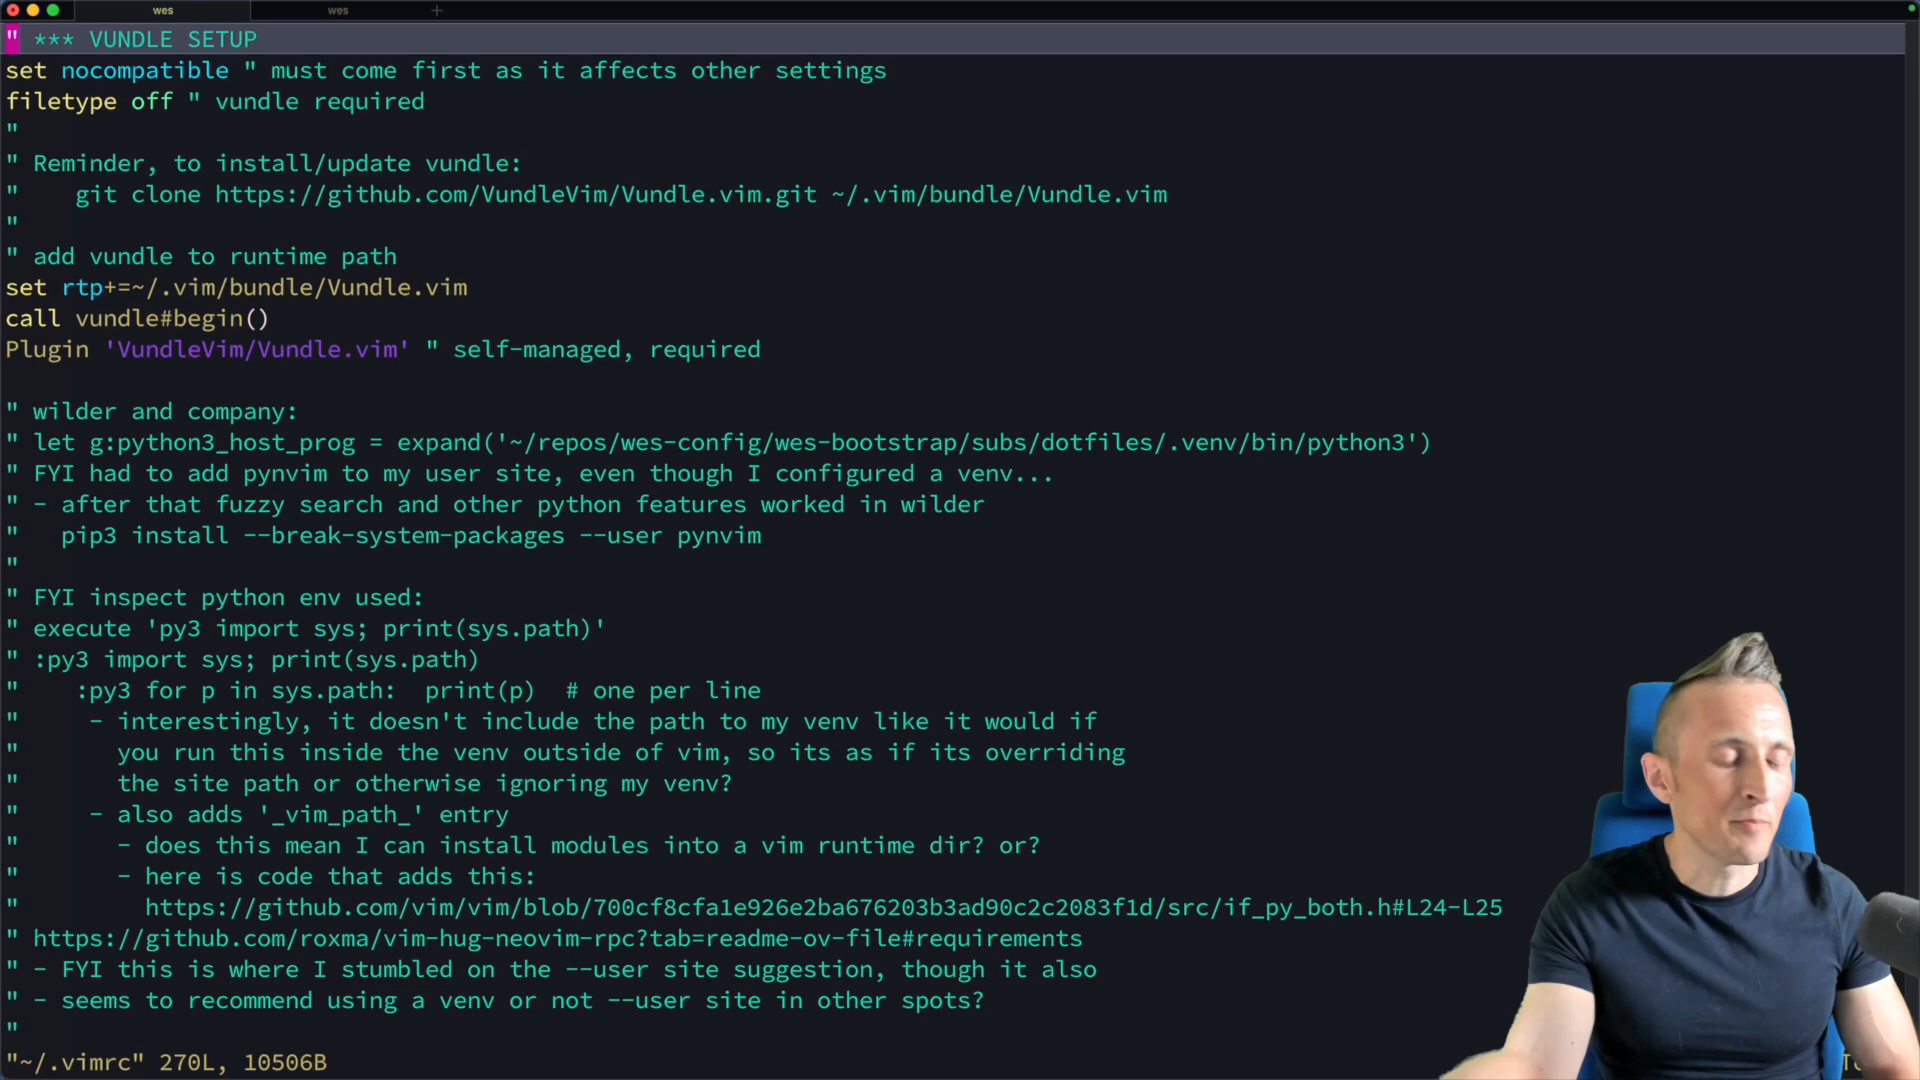 wes
wes
+
" *** VUNDLE SETUP
set nocompatible " must come first as it affects other settings
filetype off " vundle required
"
" Reminder, to install/update vundle:
"    git clone https://github.com/VundleVim/Vundle.vim.git ~/.vim/bundle/Vundle.vim
"
" add vundle to runtime path
set rtp+=~/.vim/bundle/Vundle.vim
call vundle#begin()
Plugin 'VundleVim/Vundle.vim' " self-managed, required
" wilder and company:
" let g:python3_host_prog = expand('~/repos/wes-config/wes-bootstrap/subs/dotfiles/.venv/bin/python3')
" FYI had to add pynvim to my user site, even though I configured a venv...
" - after that fuzzy search and other python features worked in wilder
"   pip3 install --break-system-packages --user pynvim
"
" FYI inspect python env used:
" execute 'py3 import sys; print(sys.path)'
" :py3 import sys; print(sys.path)
"    :py3 for p in sys.path:  print(p)  # one per line
"     - interestingly, it doesn't include the path to my venv like it would if
"       you run this inside the venv outside of vim, so its as if its overriding
"       the site path or otherwise ignoring my venv?
"     - also adds '_vim_path_' entry
"       - does this mean I can install modules into a vim runtime dir? or?
"       - here is code that adds this:
"         https://github.com/vim/vim/blob/700cf8cfa1e926e2ba676203b3ad90c2c2083f1d/src/if_py_both.h#L24-L25
" https://github.com/roxma/vim-hug-neovim-rpc?tab=readme-ov-file#requirements
" - FYI this is where I stumbled on the --user site suggestion, though it also
" - seems to recommend using a venv or not --user site in other spots?
"
"~/.vimrc" 270L, 10506B